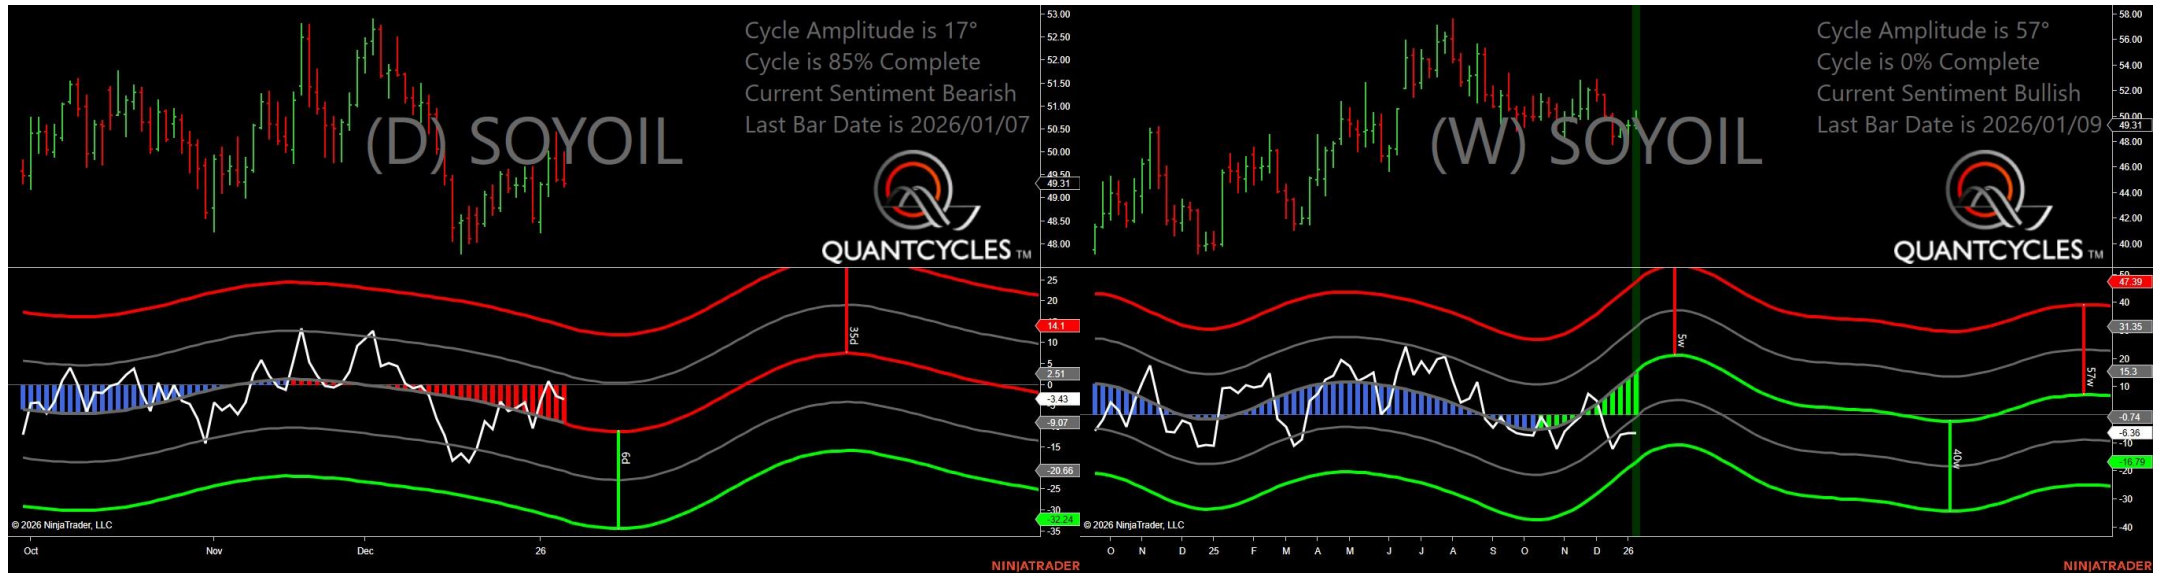 Cycle Amplitude is 17°
Cycle is 85% Complete
Current Sentiment Bearish
Last Bar Date is 2026/01/07
(D) SOYOIL
QUANTCYCLES TM
53.00
52.50
52.00
51.50
51.00
50.50
50.00
49.50
49.31
49.00
48.50
48.00
25
20
14.1
10
5
2.51
0
-3.43
-9.07
-15
-20.66
-25
-30
-32.24
-35
35d
6d
© 2026 NinjaTrader, LLC
Oct
Nov
Dec
26
NINJATRADER
Cycle Amplitude is 57°
Cycle is 0% Complete
Current Sentiment Bullish
Last Bar Date is 2026/01/09
(W) SOYOIL
QUANTCYCLES TM
58.00
56.00
54.00
52.00
50.00
49.31
48.00
46.00
44.00
42.00
40.00
50
47.39
40
31.35
20
15.3
10
-0.74
-6.36
-10
-16.79
-20
-30
-40
5w
40w
57w
© 2026 NinjaTrader, LLC
O
N
D
25
F
M
A
M
J
J
A
S
O
N
D
26
NINJATRADER